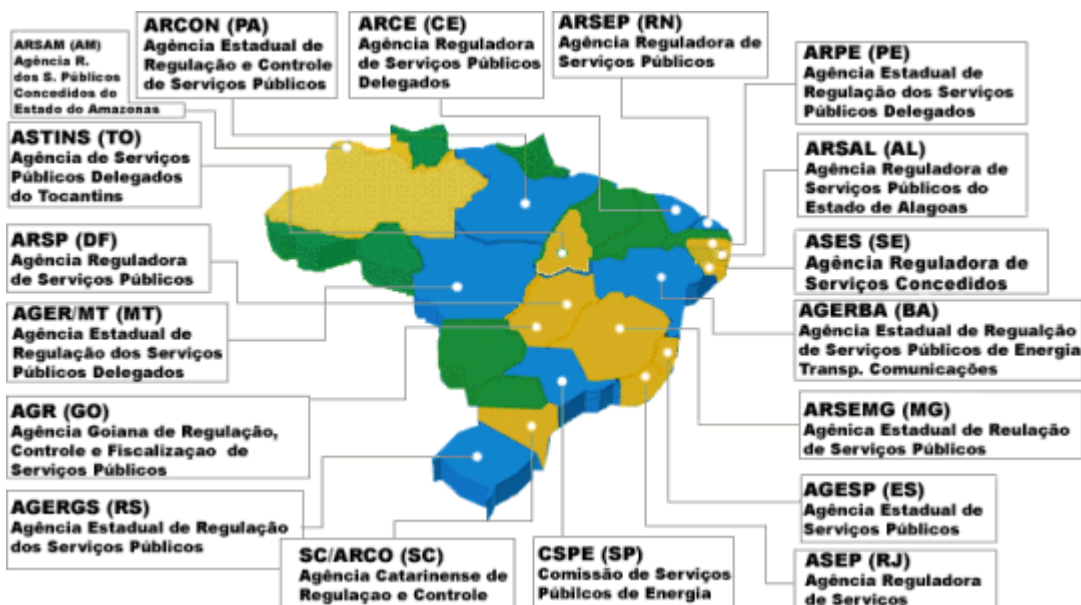 ARSAM (AM)
Agência R.
dos S. Públicos
Concedidos do
Estado do Amazonas
ARCON (PA)
Agência Estadual de
Regulação e Controle
de Serviços Públicos
ARCE (CE)
Agência Reguladora
de Serviços Públicos
Delegados
ARSEP (RN)
Agência Reguladora de
Serviços Públicos
ARPE (PE)
Agência Estadual de
Regulação dos Serviços
Públicos Delegados
ASTINS (TO)
Agência de Serviços
Públicos Delegados
do Tocantins
ARSAL (AL)
Agência Reguladora de
Serviços Públicos do
Estado de Alagoas
ARSP (DF)
Agência Reguladora
de Serviços Públicos
ASES (SE)
Agência Reguladora de
Serviços Concedidos
AGER/MT (MT)
Agência Estadual de
Regulação dos Serviços
Públicos Delegados
AGERBA (BA)
Agência Estadual de Regualção
de Serviços Públicos de Energia
Transp. Comunicações
AGR (GO)
Agência Goiana de Regulação,
Controle e Fiscalizaçao de
Serviços Públicos
ARSEMG (MG)
Agênica Estadual de Reulação
de Serviços Públicos
AGERGS (RS)
Agência Estadual de Regulação
dos Serviços Públicos
AGESP (ES)
Agência Estadual de
Serviços Públicos
SC/ARCO (SC)
Agência Catarinense de
Regulaçao e Controle
CSPE (SP)
Comissão de Serviços
Públicos de Energia
ASEP (RJ)
Agência Reguladora
de Serviços